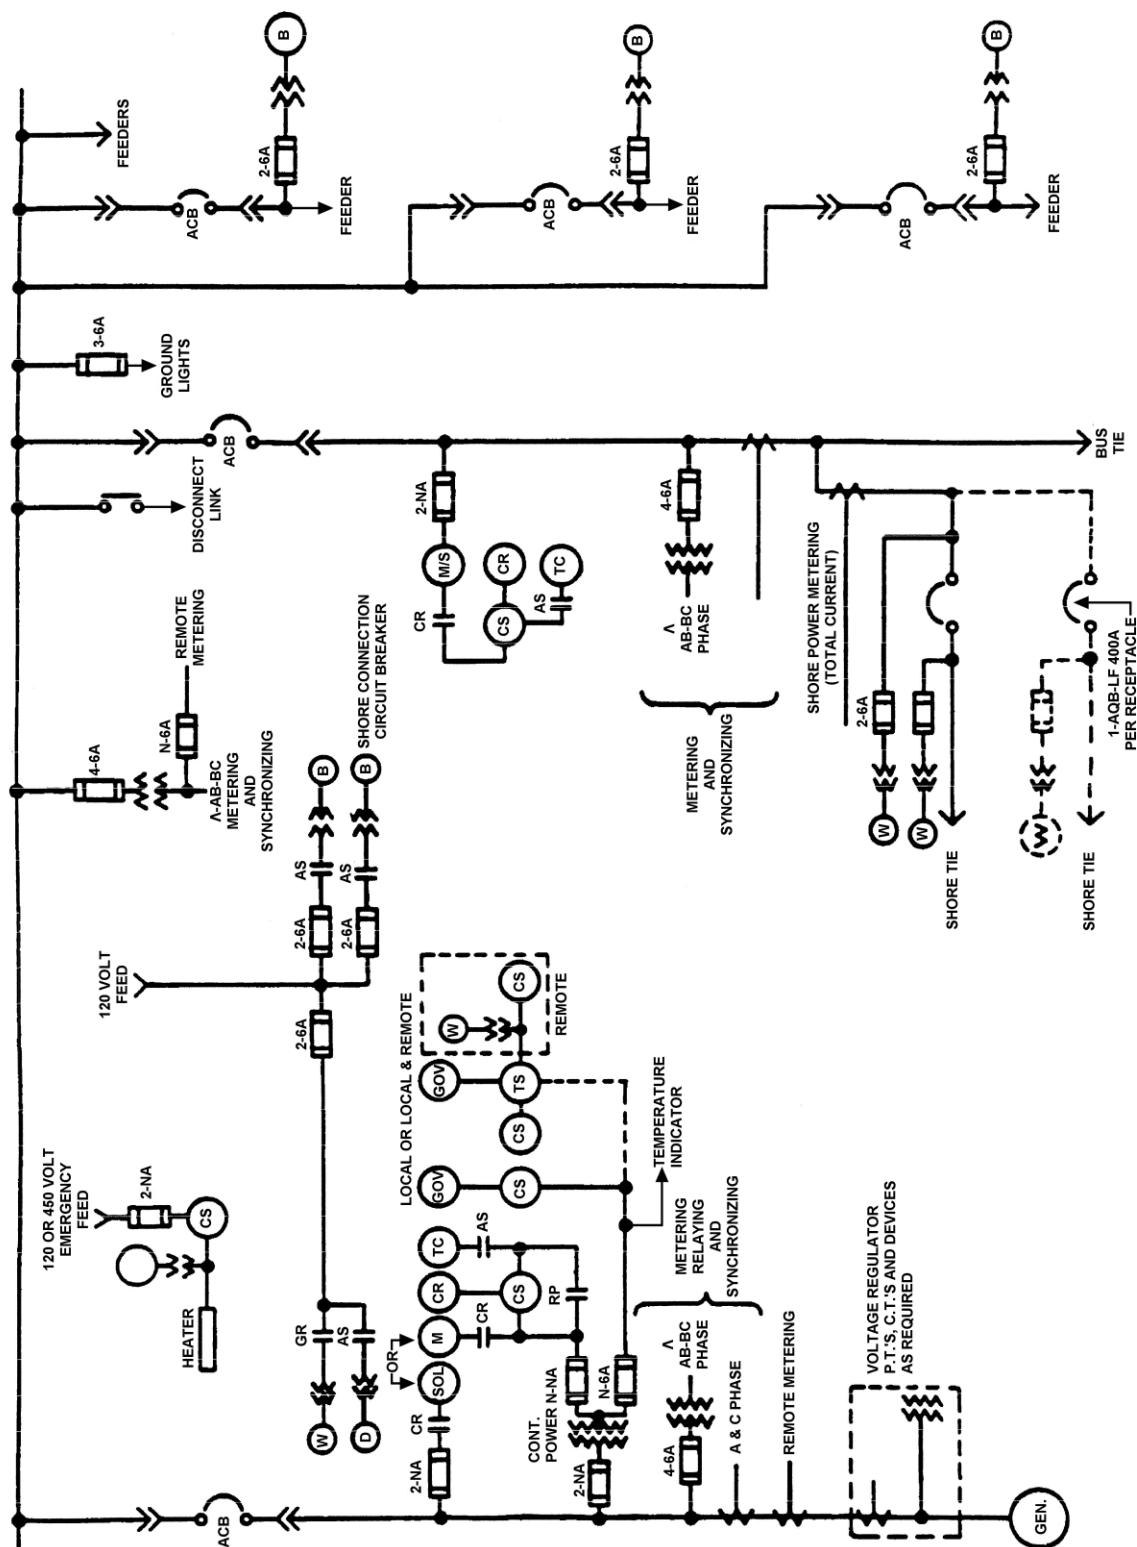 B
B
B
FEEDERS
2-6A
2-6A
2-6A
ACB
ACB
ACB
FEEDER
FEEDER
FEEDER
3-6A
GROUND
LIGHTS
ACB
DISCONNECT
LINK
2-NA
4-6A
BUS
TIE
M/S
CR
TC
CS
CR
AS
Λ
AB-BC
PHASE
METERING
AND
SYNCHRONIZING
SHORE POWER METERING
(TOTAL CURRENT)
2-6A
W
W
W
SHORE TIE
SHORE TIE
1-AQB-LF 400A
PER RECEPTACLE
REMOTE
METERING
4-6A
N-6A
Λ-AB-BC
METERING
AND
SYNCHRONIZING
B
B
SHORE CONNECTION
CIRCUIT BREAKER
AS
AS
2-6A
2-6A
120 VOLT
FEED
2-6A
LOCAL OR LOCAL & REMOTE
W
CS
REMOTE
GOV
TS
CS
GOV
CS
TEMPERATURE
INDICATOR
120 OR 450 VOLT
EMERGENCY
FEED
2-NA
CS
HEATER
GR
AS
W
D
TC
AS
CR
CS
RP
M
CR
OR
SOL
CR
2-NA
CONT.
POWER N-NA
N-6A
2-NA
METERING
RELAYING
AND
SYNCHRONIZING
Λ
AB-BC
PHASE
4-6A
A & C PHASE
REMOTE METERING
VOLTAGE REGULATOR
P.T.'S, C.T.'S AND DEVICES
AS REQUIRED
ACB
GEN.